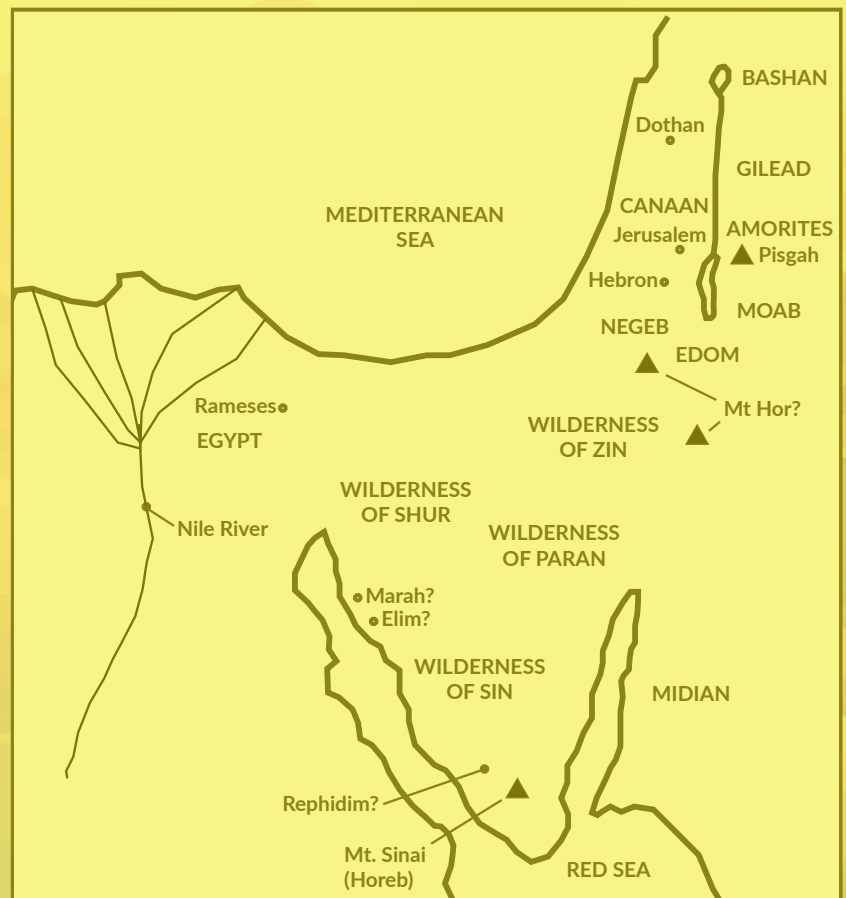 BASHAN
Dothan
GILEAD
CANAAN
MEDITERRANEAN
SEA
AMORITES
Jerusalem
Pisgah
Hebron
MOAB
NEGEB
EDOM
Rameses
Mt Hor?
EGYPT
WILDERNESS
OF ZIN
WILDERNESS
OF SHUR
Nile River
WILDERNESS
OF PARAN
Marah?
Elim?
WILDERNESS
OF SIN
MIDIAN
Rephidim?
Mt. Sinai
(Horeb)
RED SEA